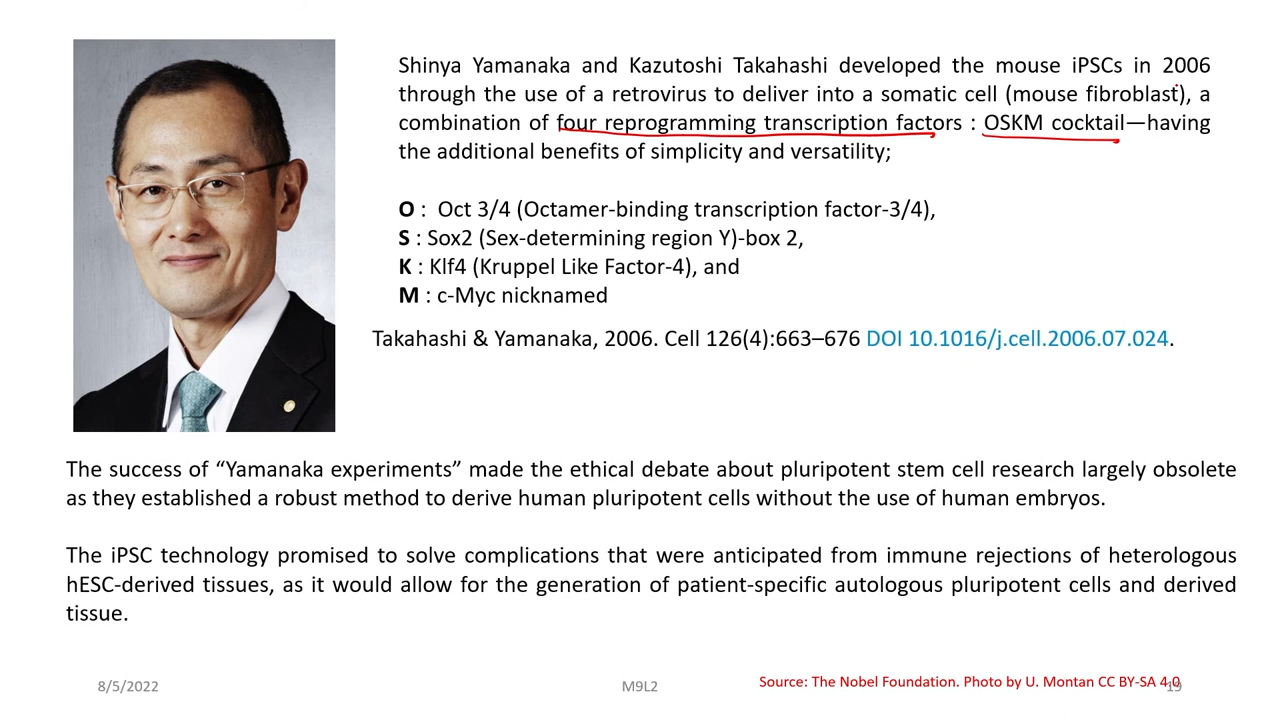 Shinya Yamanaka and Kazutoshi Takahashi developed the mouse iPSCs in 2006
through the use of a retrovirus to deliver into a somatic cell (mouse fibroblast), a
combination of four reprogramming transcription factors : OSKM cocktail—having
the additional benefits of simplicity and versatility;
O : Oct 3/4 (Octamer-binding transcription factor-3/4),
S : Sox2 (Sex-determining region Y)-box 2,
K : Klf4 (Kruppel Like Factor-4), and
M : c-Myc nicknamed
Takahashi & Yamanaka, 2006. Cell 126(4):663–676 DOI 10.1016/j.cell.2006.07.024.
The success of “Yamanaka experiments” made the ethical debate about pluripotent stem cell research largely obsolete
as they established a robust method to derive human pluripotent cells without the use of human embryos.
The iPSC technology promised to solve complications that were anticipated from immune rejections of heterologous
hESC-derived tissues, as it would allow for the generation of patient-specific autologous pluripotent cells and derived
tissue.
8/5/2022
M9L2
Source: The Nobel Foundation. Photo by U. Montan CC BY-SA 4.0
19